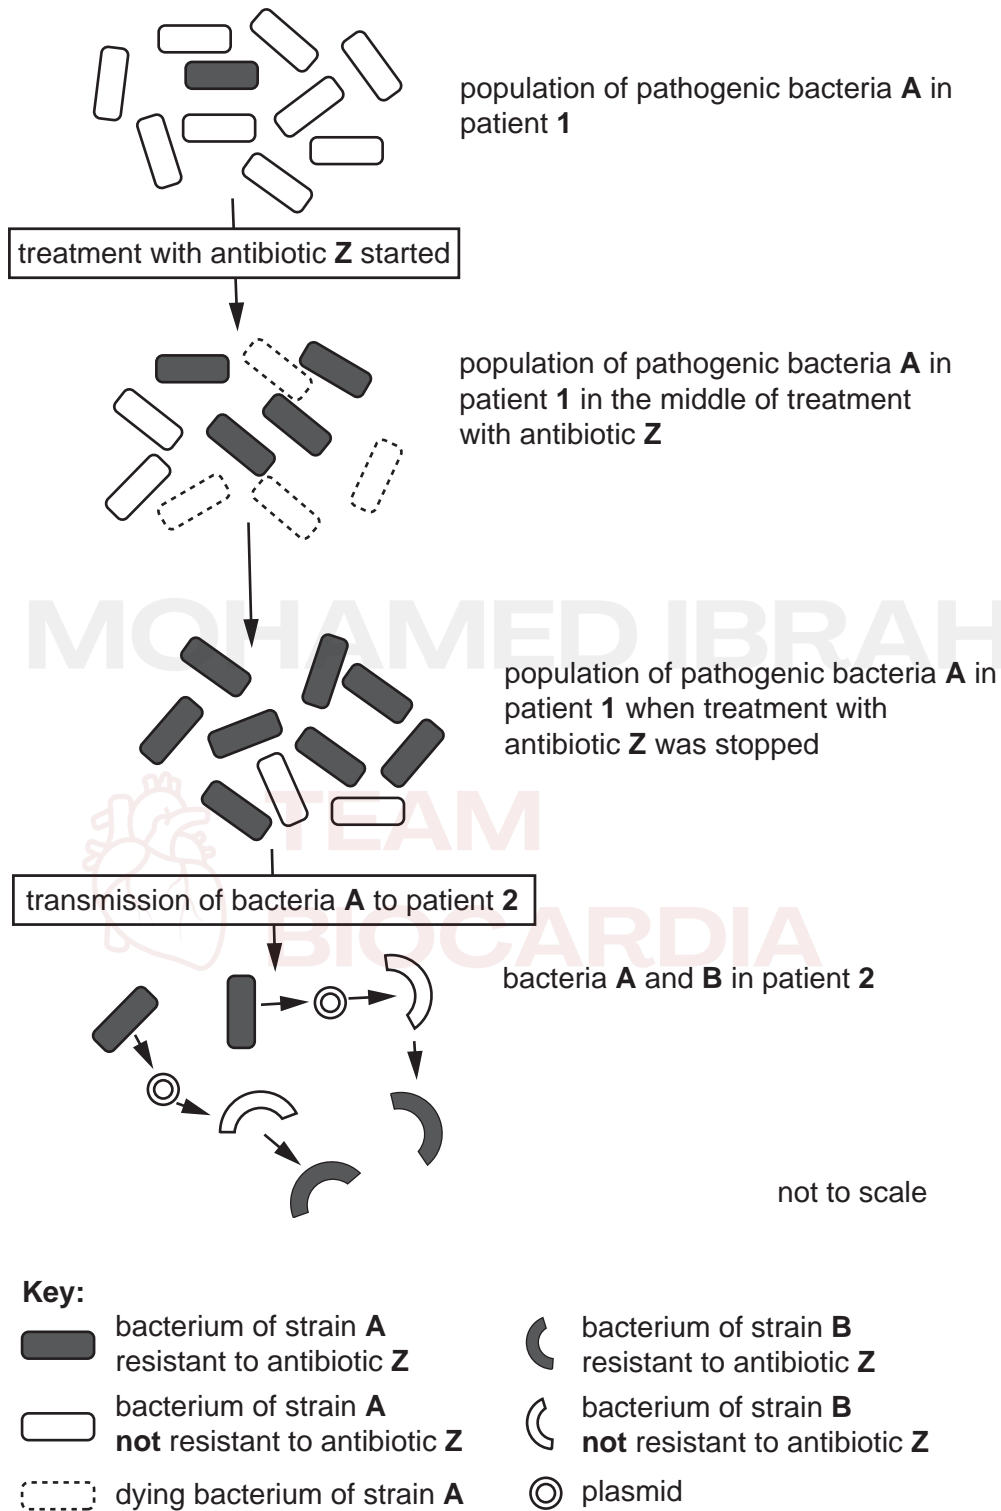 population of pathogenic bacteria A in
patient 1
treatment with antibiotic Z started
population of pathogenic bacteria A in
patient 1 in the middle of treatment
with antibiotic Z
MOHAMED IBRAH
population of pathogenic bacteria A in
patient 1 when treatment with
antibiotic Z was stopped
TEAM
BIOCARDIA
transmission of bacteria A to patient 2
bacteria A and B in patient 2
not to scale
Key:
bacterium of strain A
resistant to antibiotic Z
bacterium of strain B
resistant to antibiotic Z
bacterium of strain A
not resistant to antibiotic Z
bacterium of strain B
not resistant to antibiotic Z
dying bacterium of strain A
plasmid